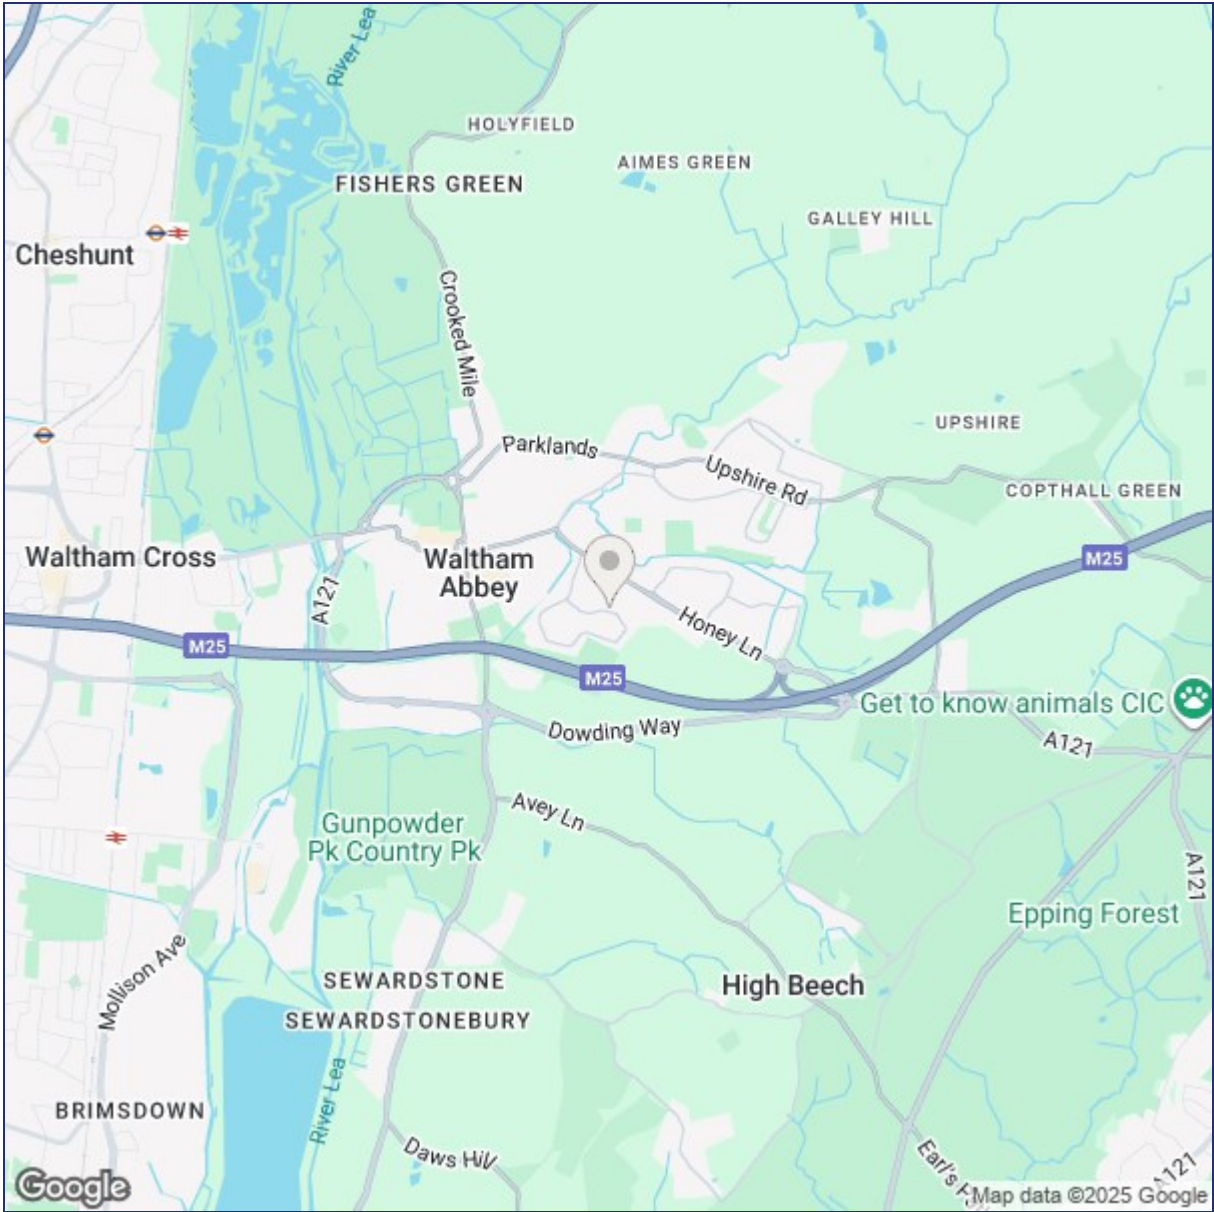 River Lea
HOLYFIELD
AIMES GREEN
FISHERS GREEN
GALLEY HILL
Cheshunt
Crooked Mile
UPSHIRE
Parklands
Upshire Rd
COPTHALL GREEN
Waltham Cross
Waltham
Abbey
M25
A121
Honey Ln
M25
M25
Get to know animals CIC
Dowding Way
A121
Avey Ln
Gunpowder
Pk Country Pk
A121
Epping Forest
Mollison Ave
SEWARDSTONE
High Beech
SEWARDSTONEBURY
River Lea
BRIMSDOWN
Daws Hill
Earl's
A121
Google
Map data ©2025 Google